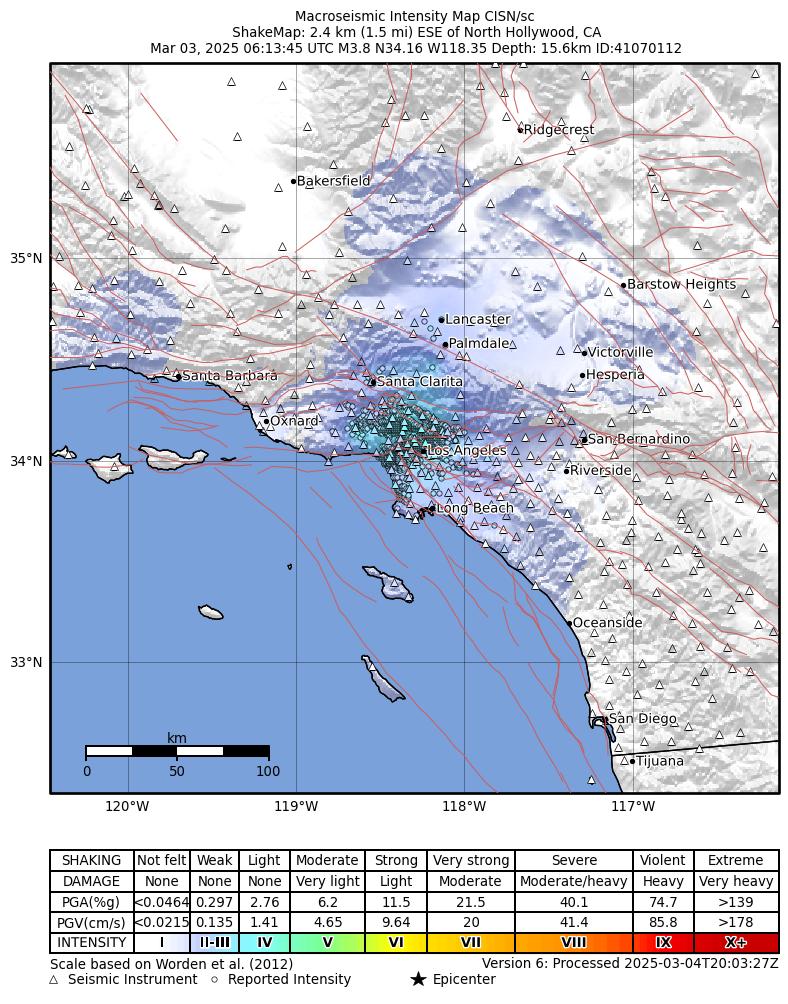 Macroseismic Intensity Map CISN/sc
ShakeMap: 2.4 km (1.5 mi) ESE of North Hollywood, CA
Mar 03, 2025 06:13:45 UTC M3.8 N34.16 W118.35 Depth: 15.6km ID:41070112
Ridgecrest
Bakersfield
35°N
Barstow Heights
Lancaster
Palmdale
Victorville
Santa Barbara
Santa Clarita
Hesperia
Oxnard
San Bernardino
Los Angeles
34°N
Riverside
Long Beach
Oceanside
33°N
San Diego
km
Tijuana
0 50 100
120°W 119°W 118°W 117°W
SHAKING Not felt Weak Light Moderate Strong Very strong Severe Violent Extreme
DAMAGE None None None Very light Light Moderate Moderate/heavy Heavy Very heavy
PGA(%g) <0.0464 0.297 2.76 6.2 11.5 21.5 40.1 74.7 >139
PGV(cm/s) <0.0215 0.135 1.41 4.65 9.64 20 41.4 85.8 >178
INTENSITY I II-III IV V VI VII VIII IX X+
Scale based on Worden et al. (2012) Version 6: Processed 2025-03-04T20:03:27Z
△ Seismic Instrument ○ Reported Intensity ★ Epicenter